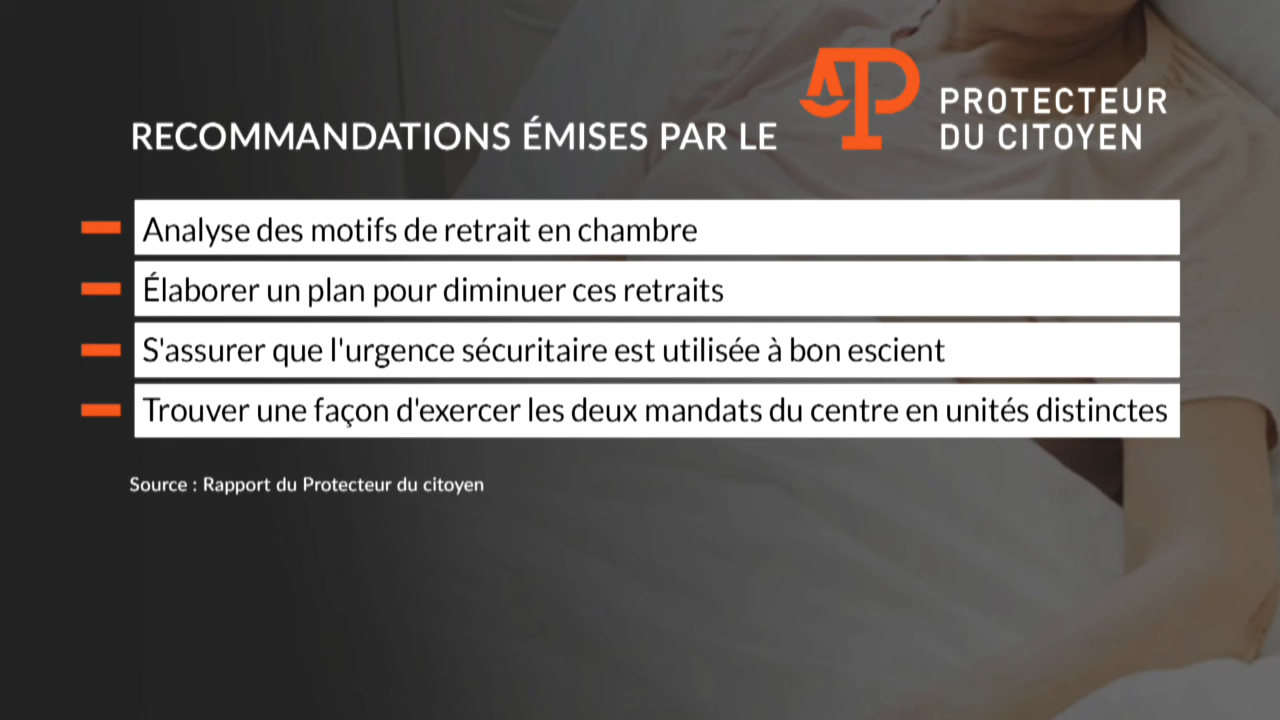 RECOMMANDATIONS ÉMISES PAR LE
PROTECTEUR
DU CITOYEN
Analyse des motifs de retrait en chambre
Élaborer un plan pour diminuer ces retraits
S'assurer que l'urgence sécuritaire est utilisée à bon escient
Trouver une façon d'exercer les deux mandats du centre en unités distinctes
Source : Rapport du Protecteur du citoyen